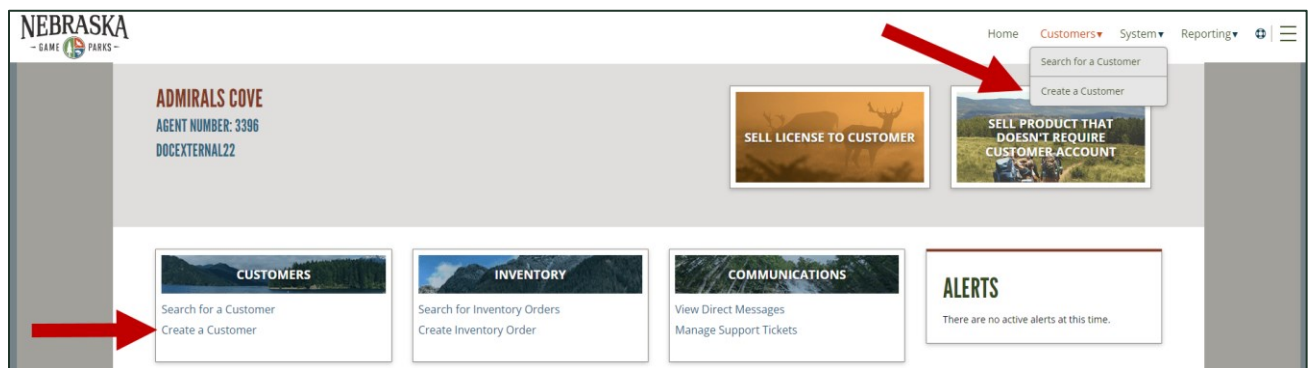 NEBRASKA
- GAME PARKS -
Home Customers▾ System▾ Reporting▾
Search for a Customer
Create a Customer
ADMIRALS COVE
AGENT NUMBER: 3396
DOCEXTERNAL22
SELL LICENSE TO CUSTOMER
SELL PRODUCT THAT
DOESN'T REQUIRE
CUSTOMER ACCOUNT
CUSTOMERS
Search for a Customer
Create a Customer
INVENTORY
Search for Inventory Orders
Create Inventory Order
COMMUNICATIONS
View Direct Messages
Manage Support Tickets
ALERTS
There are no active alerts at this time.